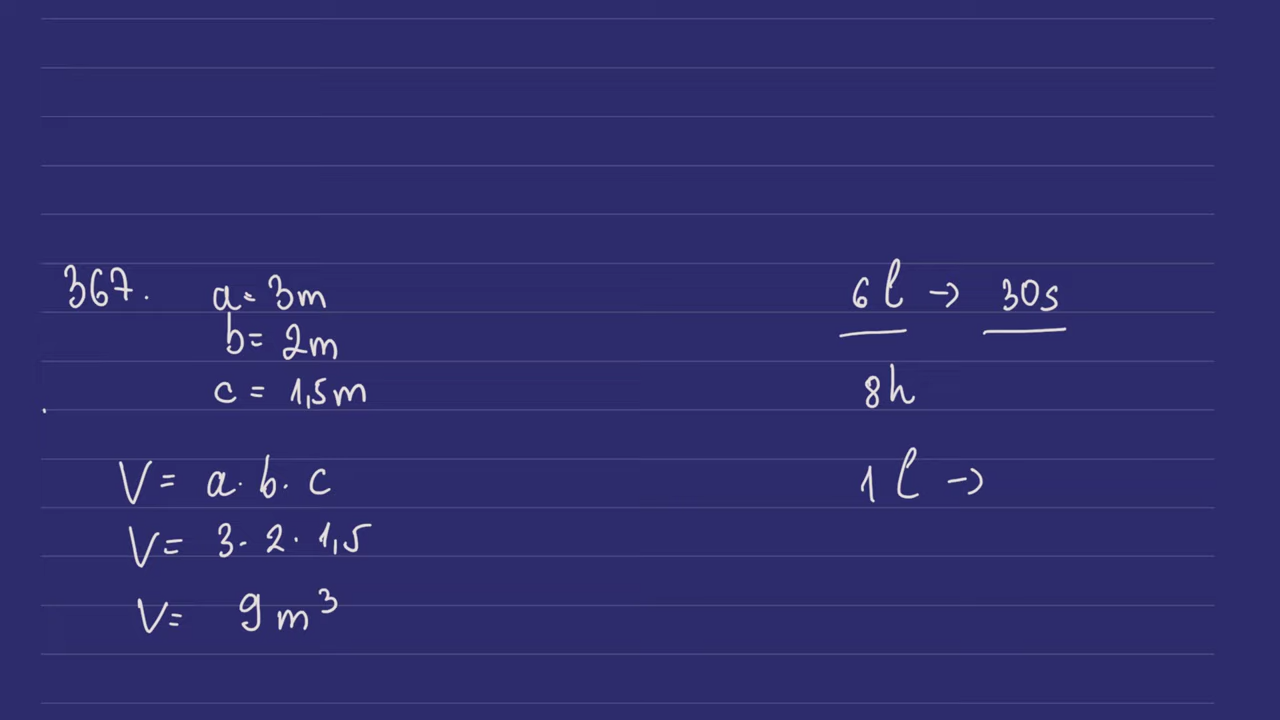 367. a = 3m
b = 2m
c = 1,5m
V = a · b · c
V = 3 · 2 · 1,5
V = 9 m³
6 l → 30s
8h
1 l →